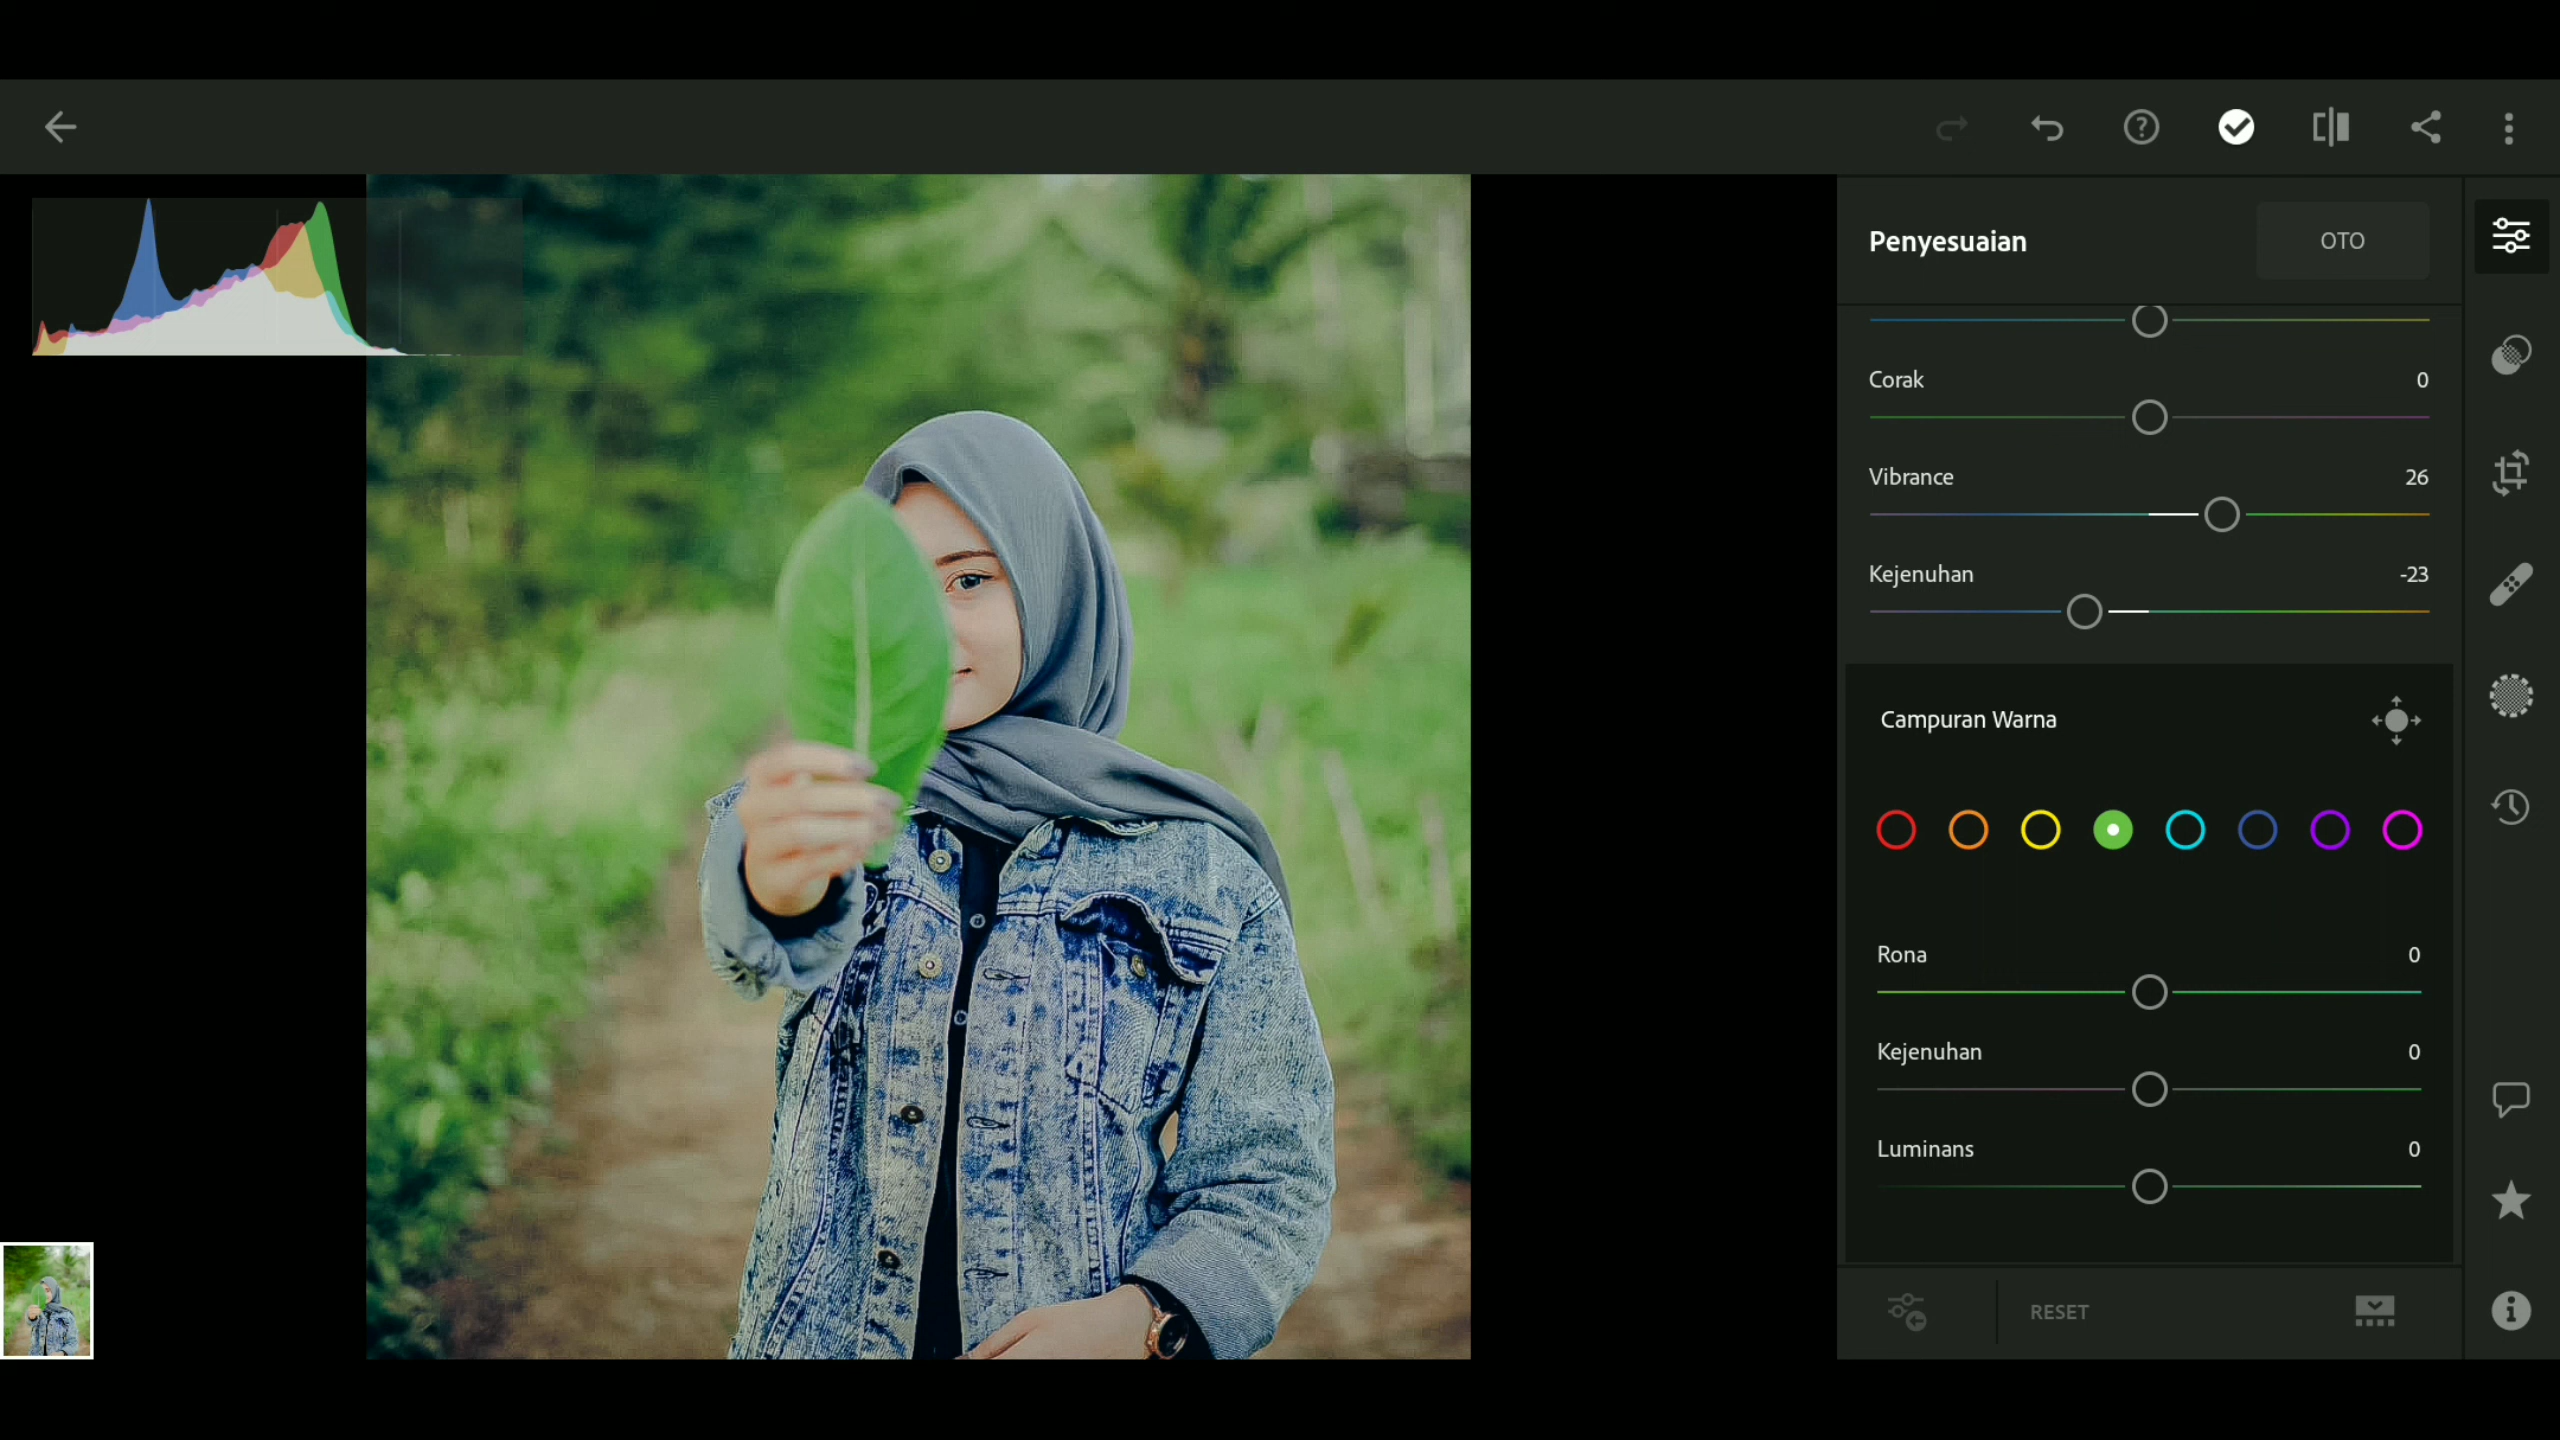 Penyesuaian
OTO
Corak 0
Vibrance 26
Kejenuhan -23
Campuran Warna
Rona 0
Kejenuhan 0
Luminans 0
RESET